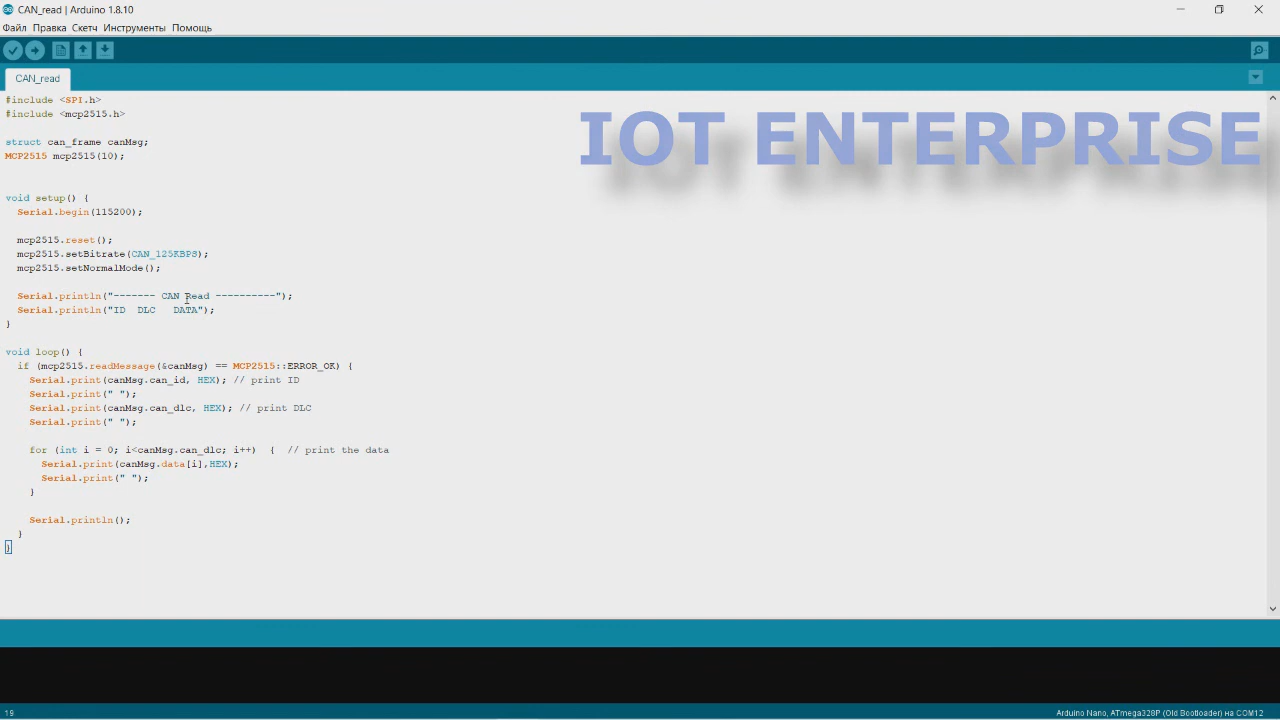 CAN_read | Arduino 1.8.10
Файл Правка Скетч Инструменты Помощь
CAN_read
IOT ENTERPRISE
#include <SPI.h>
#include <mcp2515.h>
struct can_frame canMsg;
MCP2515 mcp2515(10);
void setup() {
Serial.begin(115200);
mcp2515.reset();
mcp2515.setBitrate(CAN_125KBPS);
mcp2515.setNormalMode();
Serial.println("------- CAN Read ----------");
Serial.println("ID  DLC   DATA");
}
void loop() {
if (mcp2515.readMessage(&canMsg) == MCP2515::ERROR_OK) {
Serial.print(canMsg.can_id, HEX); // print ID
Serial.print(" ");
Serial.print(canMsg.can_dlc, HEX); // print DLC
Serial.print(" ");
for (int i = 0; i<canMsg.can_dlc; i++)  {  // print the data
Serial.print(canMsg.data[i],HEX);
Serial.print(" ");
}
Serial.println();
}
}
19
Arduino Nano, ATmega328P (Old Bootloader) на COM12